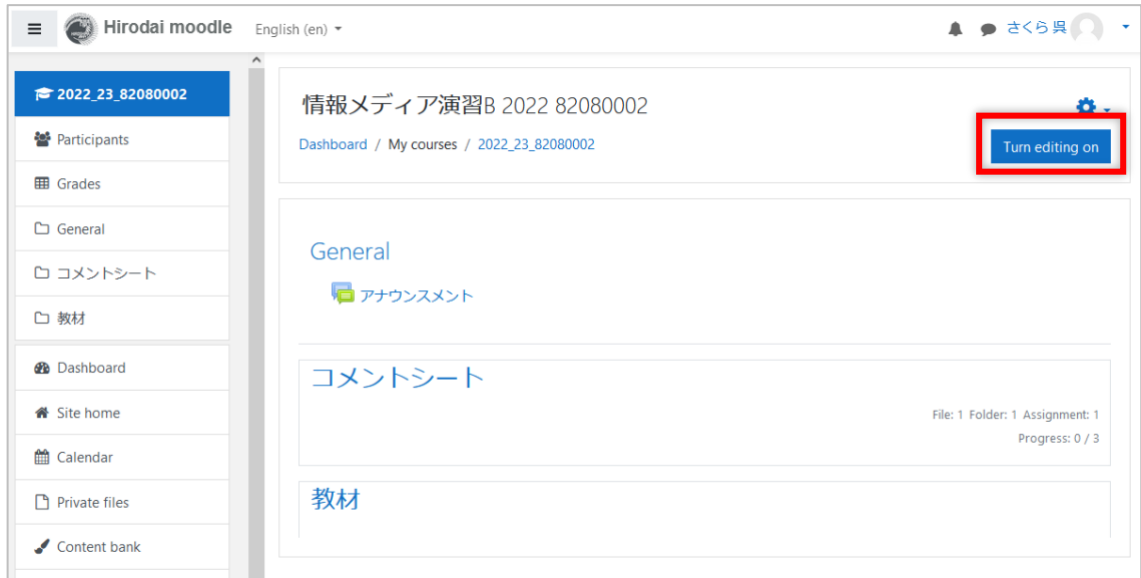 Hirodai moodle English (en) さくら 呉
2022_23_82080002
Participants
Grades
General
コメントシート
教材
Dashboard
Site home
Calendar
Private files
Content bank
情報メディア演習B 2022 82080002
Dashboard / My courses / 2022_23_82080002
Turn editing on
General
アナウンスメント
コメントシート
File: 1 Folder: 1 Assignment: 1
Progress: 0 / 3
教材